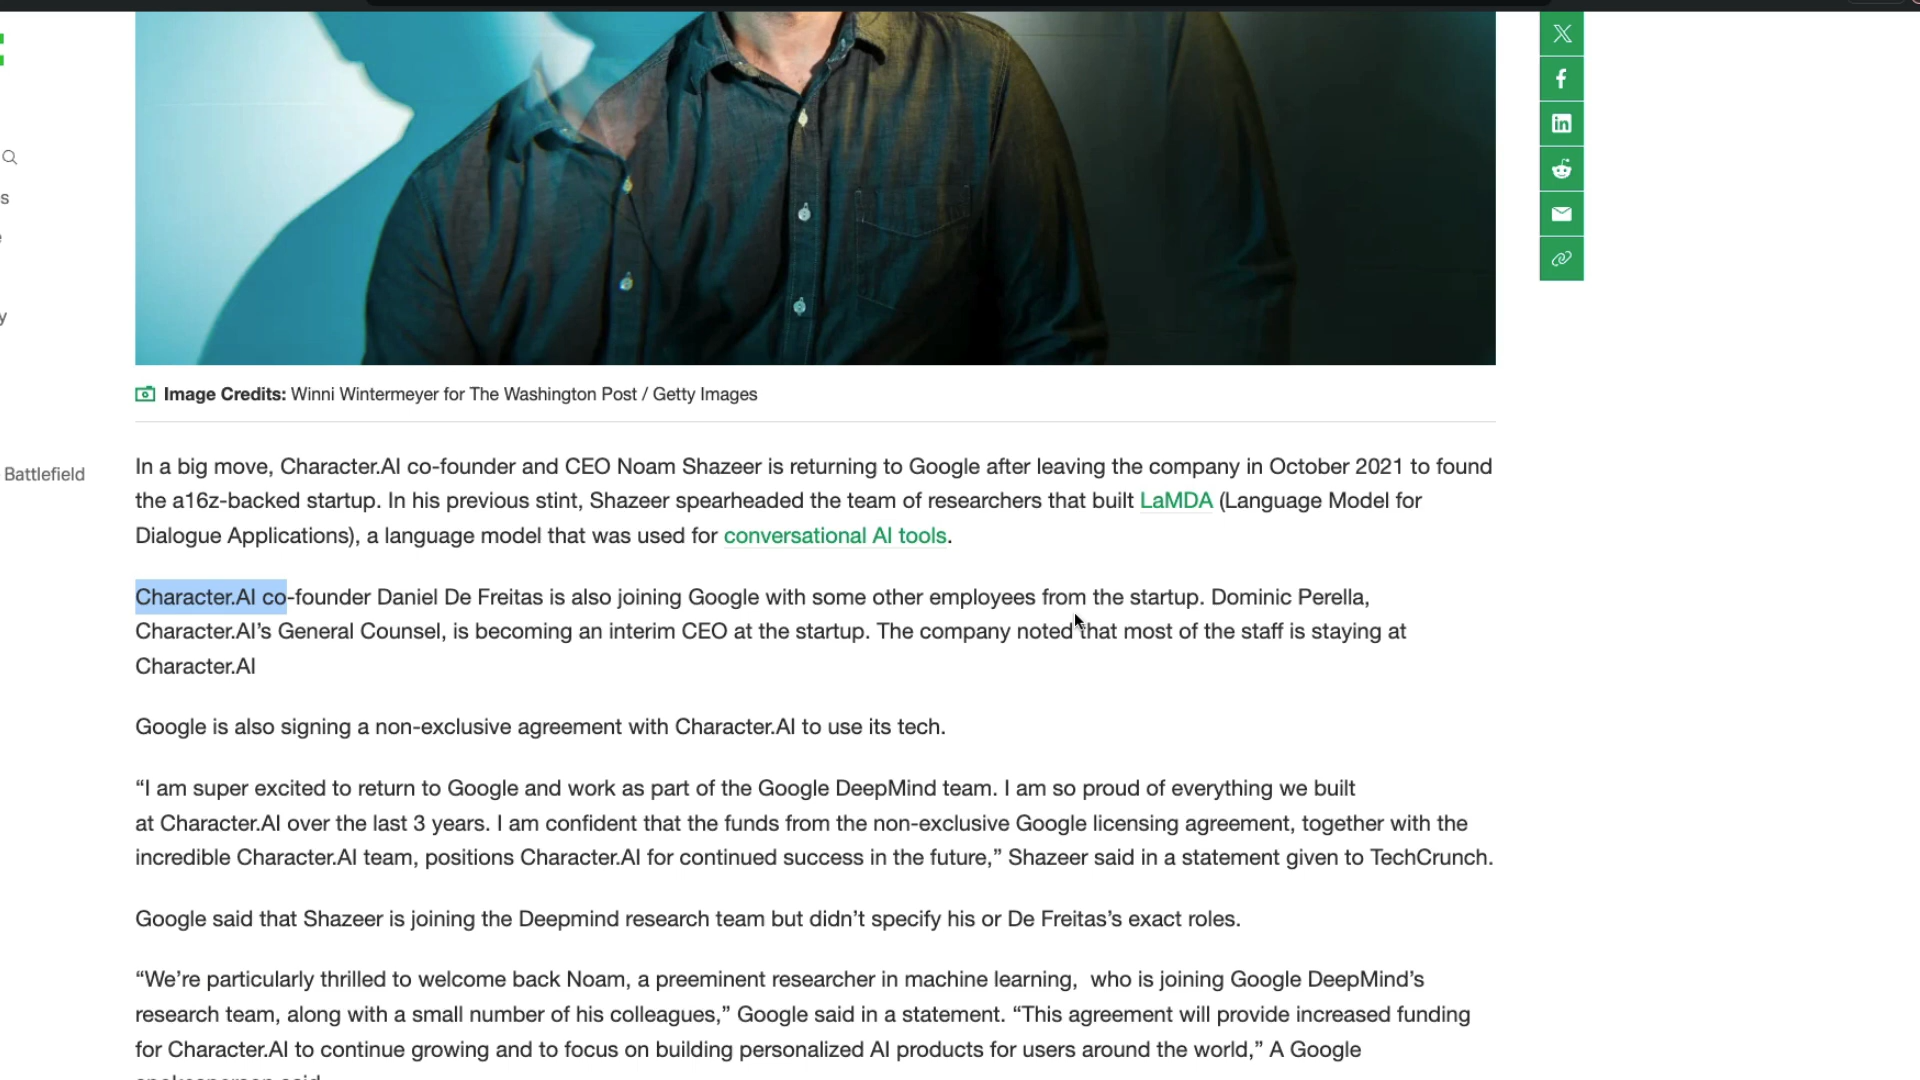 s
e
y
Battlefield
Image Credits: Winni Wintermeyer for The Washington Post / Getty Images
In a big move, Character.AI co-founder and CEO Noam Shazeer is returning to Google after leaving the company in October 2021 to found
the a16z-backed startup. In his previous stint, Shazeer spearheaded the team of researchers that built LaMDA (Language Model for
Dialogue Applications), a language model that was used for conversational AI tools.
Character.AI co-founder Daniel De Freitas is also joining Google with some other employees from the startup. Dominic Perella,
Character.AI’s General Counsel, is becoming an interim CEO at the startup. The company noted that most of the staff is staying at
Character.AI
Google is also signing a non-exclusive agreement with Character.AI to use its tech.
“I am super excited to return to Google and work as part of the Google DeepMind team. I am so proud of everything we built
at Character.AI over the last 3 years. I am confident that the funds from the non-exclusive Google licensing agreement, together with the
incredible Character.AI team, positions Character.AI for continued success in the future,” Shazeer said in a statement given to TechCrunch.
Google said that Shazeer is joining the Deepmind research team but didn’t specify his or De Freitas’s exact roles.
“We’re particularly thrilled to welcome back Noam, a preeminent researcher in machine learning,  who is joining Google DeepMind’s
research team, along with a small number of his colleagues,” Google said in a statement. “This agreement will provide increased funding
for Character.AI to continue growing and to focus on building personalized AI products for users around the world,” A Google